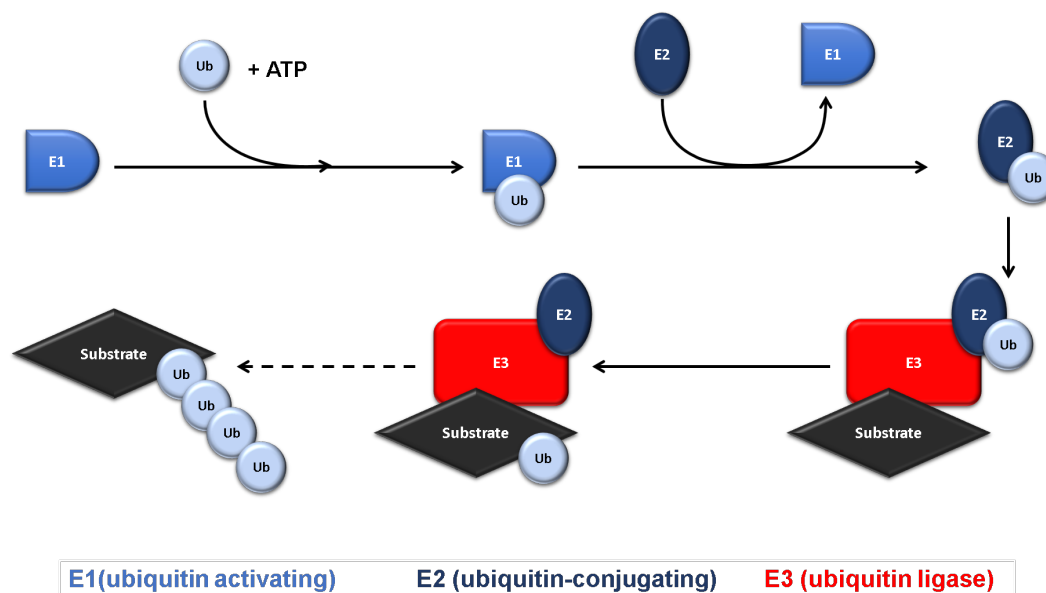 Ub + ATP
E2
E1
E1
E1
Ub
E2
Ub
E2
Ub
E3
Substrate
E2
E3
Substrate
Ub
Substrate
Ub
Ub
Ub
Ub
E1(ubiquitin activating) E2 (ubiquitin-conjugating) E3 (ubiquitin ligase)